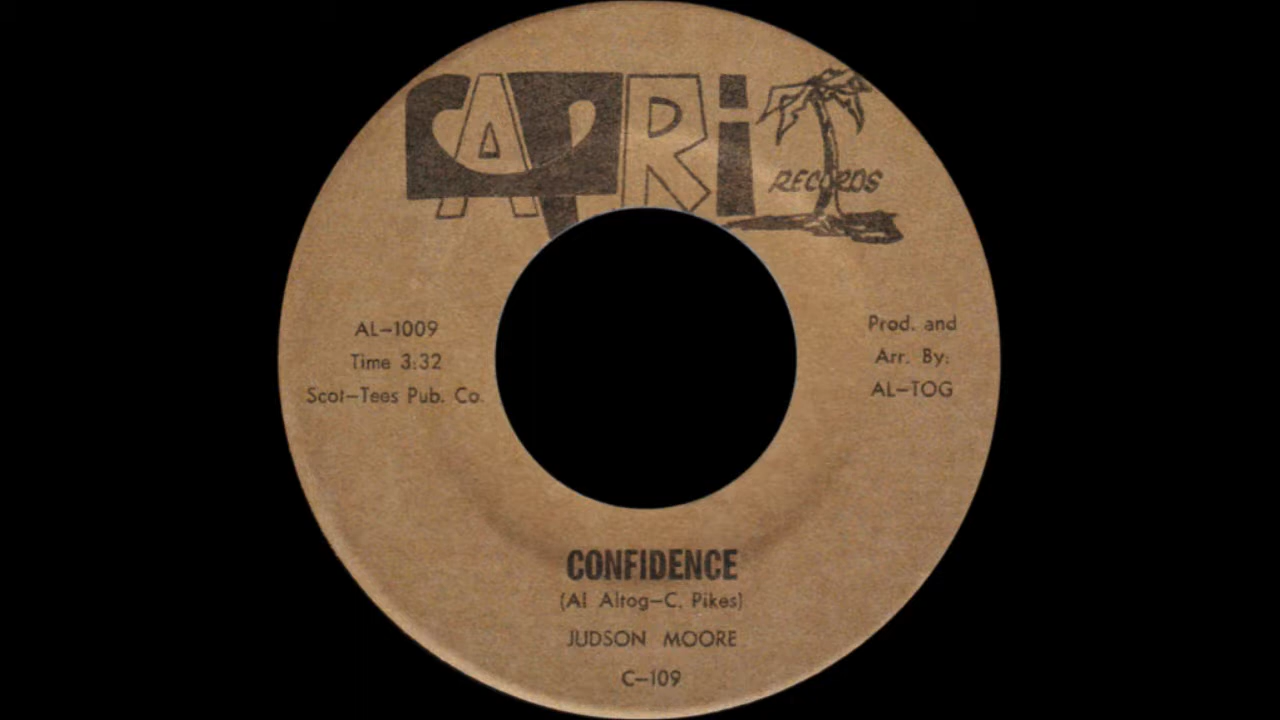 CAPRI
RECORDS
AL-1009
Time 3:32
Scot-Tees Pub. Co.
Prod. and
Arr. By:
AL-TOG
CONFIDENCE
(Al Altog-C. Pikes)
JUDSON MOORE
C-109